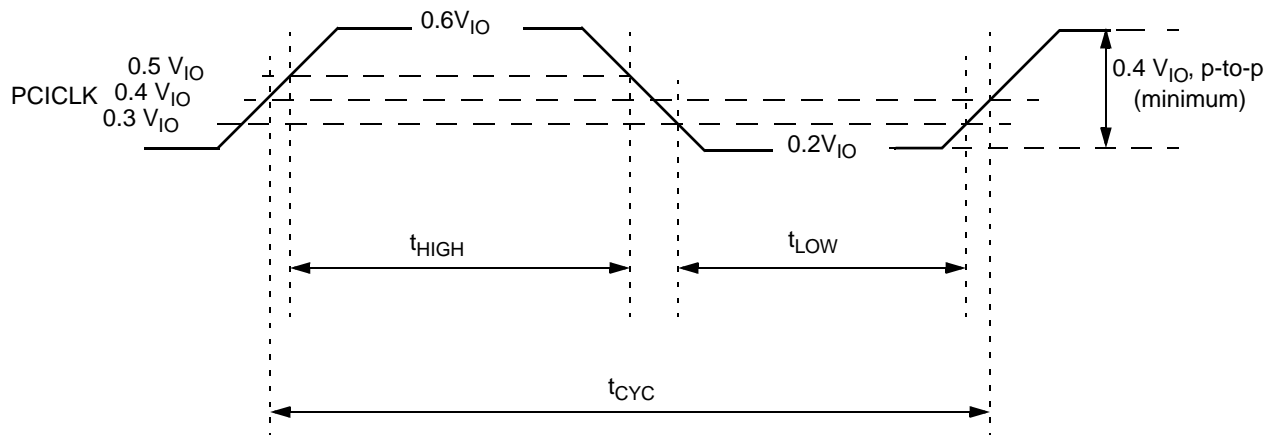 0.6V_IO
0.5 V_IO
PCICLK 0.4 V_IO
0.3 V_IO
0.4 V_IO, p-to-p
(minimum)
0.2V_IO
t_HIGH
t_LOW
t_CYC